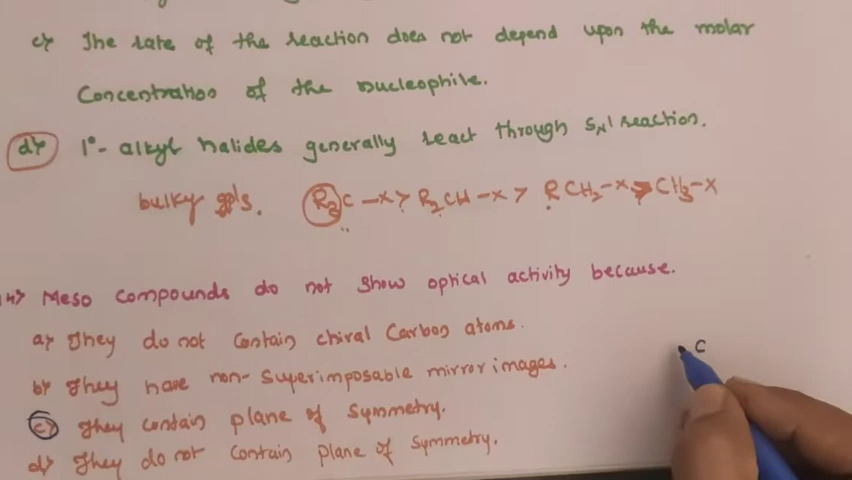 c) The rate of the reaction does not depend upon the molar
Concentration of the nucleophile.
d) 1°- alkyl halides generally react through SN1 reaction.
bulky gp's. R3C-X > R2CH-X > RCH2-X > CH3-X
Meso compounds do not show optical activity because.
a) They do not contain chiral Carbon atoms.
b) They have non-Superimposable mirror images.
c) They contain plane of Symmetry.
d) They do not contain plane of Symmetry.
C